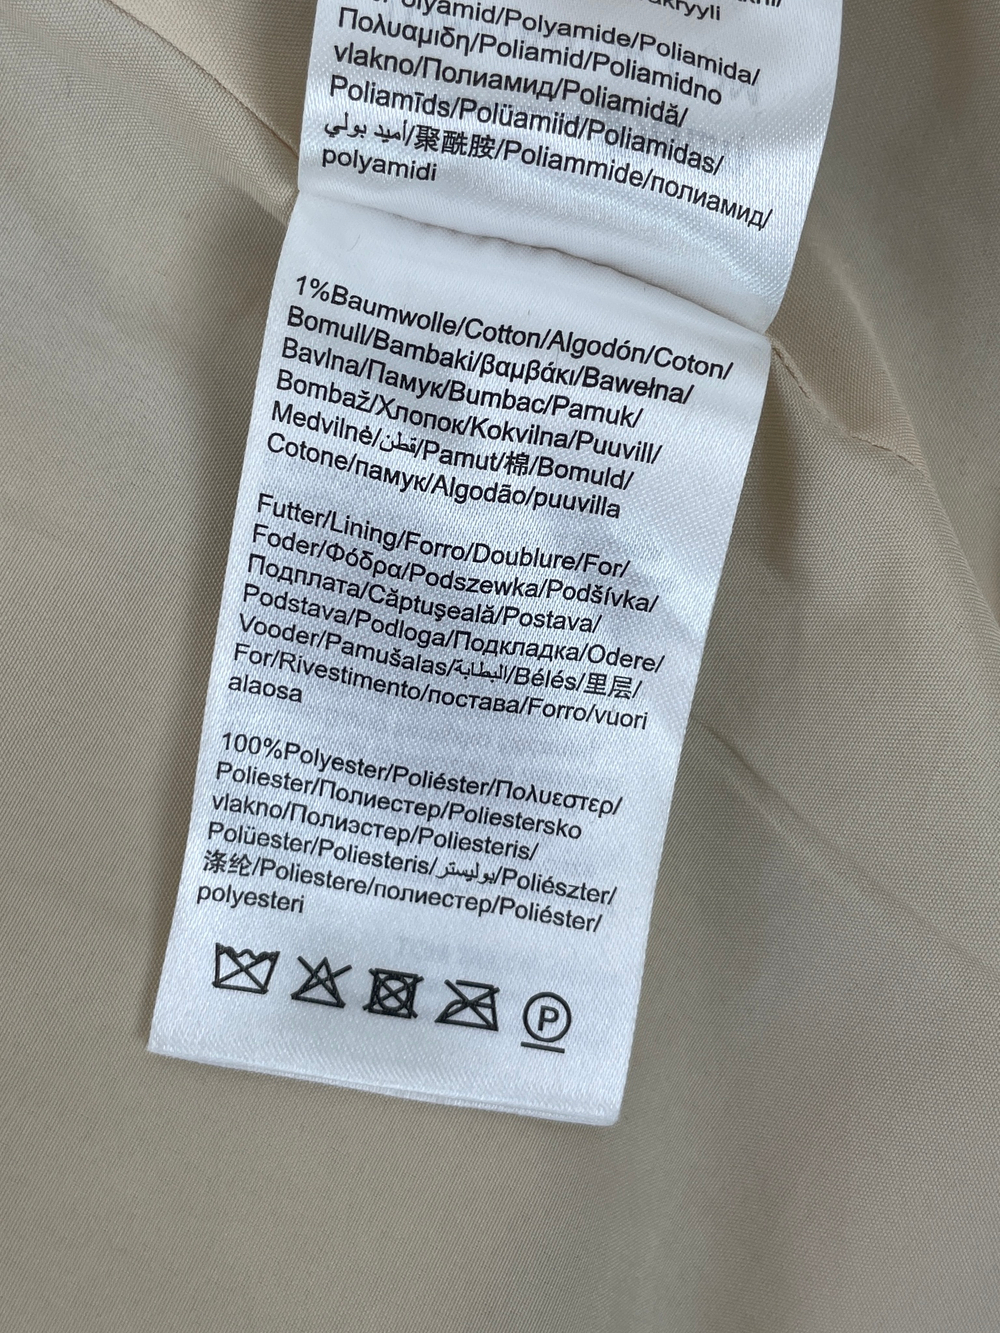 Polyamide/Poliamida/
Πολυαμιδη/Poliamid/Poliamidno
vlakno/Полиамид/Poliamidă/
Poliamīds/Polüamiid/Poliamidas/
أميد بولي/聚酰胺/Poliammide/полиамид/
polyamidi
1%Baumwolle/Cotton/Algodón/Coton/
Bomull/Bambaki/βαμβάκι/Bawełna/
Bavlna/Памук/Bumbac/Pamuk/
Bombaž/Хлопок/Kokvilna/Puuvill/
Medvilnė/قطن/Pamut/棉/Bomuld/
Cotone/памук/Algodão/puuvilla
Futter/Lining/Forro/Doublure/For/
Foder/Φόδρα/Podszewka/Podšívka/
Подплата/Căptuşeală/Postava/
Podstava/Podloga/Подкладка/Odere/
Vooder/Pamušalas/البطانة/Bélés/里层/
For/Rivestimento/постава/Forro/vuori
alaosa
100%Polyester/Poliéster/Πολυεστερ/
Poliester/Полиестер/Poliestersko
vlakno/Полиэстер/Poliesteris/
Polüester/Poliesteris/بوليستر/Poliészter/
涤纶/Poliestere/полиестер/Poliéster/
polyesteri
P